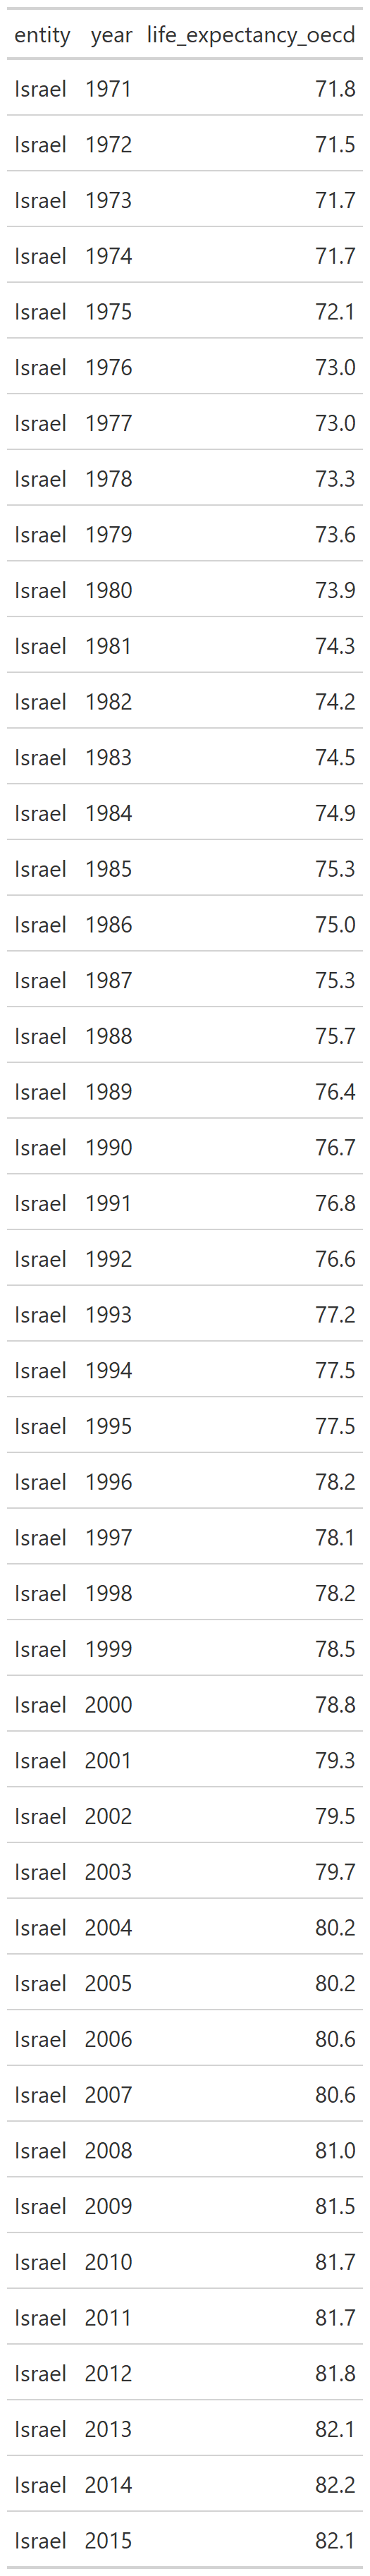 entity year life_expectancy_oecd
Israel 1971 71.8
Israel 1972 71.5
Israel 1973 71.7
Israel 1974 71.7
Israel 1975 72.1
Israel 1976 73.0
Israel 1977 73.0
Israel 1978 73.3
Israel 1979 73.6
Israel 1980 73.9
Israel 1981 74.3
Israel 1982 74.2
Israel 1983 74.5
Israel 1984 74.9
Israel 1985 75.3
Israel 1986 75.0
Israel 1987 75.3
Israel 1988 75.7
Israel 1989 76.4
Israel 1990 76.7
Israel 1991 76.8
Israel 1992 76.6
Israel 1993 77.2
Israel 1994 77.5
Israel 1995 77.5
Israel 1996 78.2
Israel 1997 78.1
Israel 1998 78.2
Israel 1999 78.5
Israel 2000 78.8
Israel 2001 79.3
Israel 2002 79.5
Israel 2003 79.7
Israel 2004 80.2
Israel 2005 80.2
Israel 2006 80.6
Israel 2007 80.6
Israel 2008 81.0
Israel 2009 81.5
Israel 2010 81.7
Israel 2011 81.7
Israel 2012 81.8
Israel 2013 82.1
Israel 2014 82.2
Israel 2015 82.1